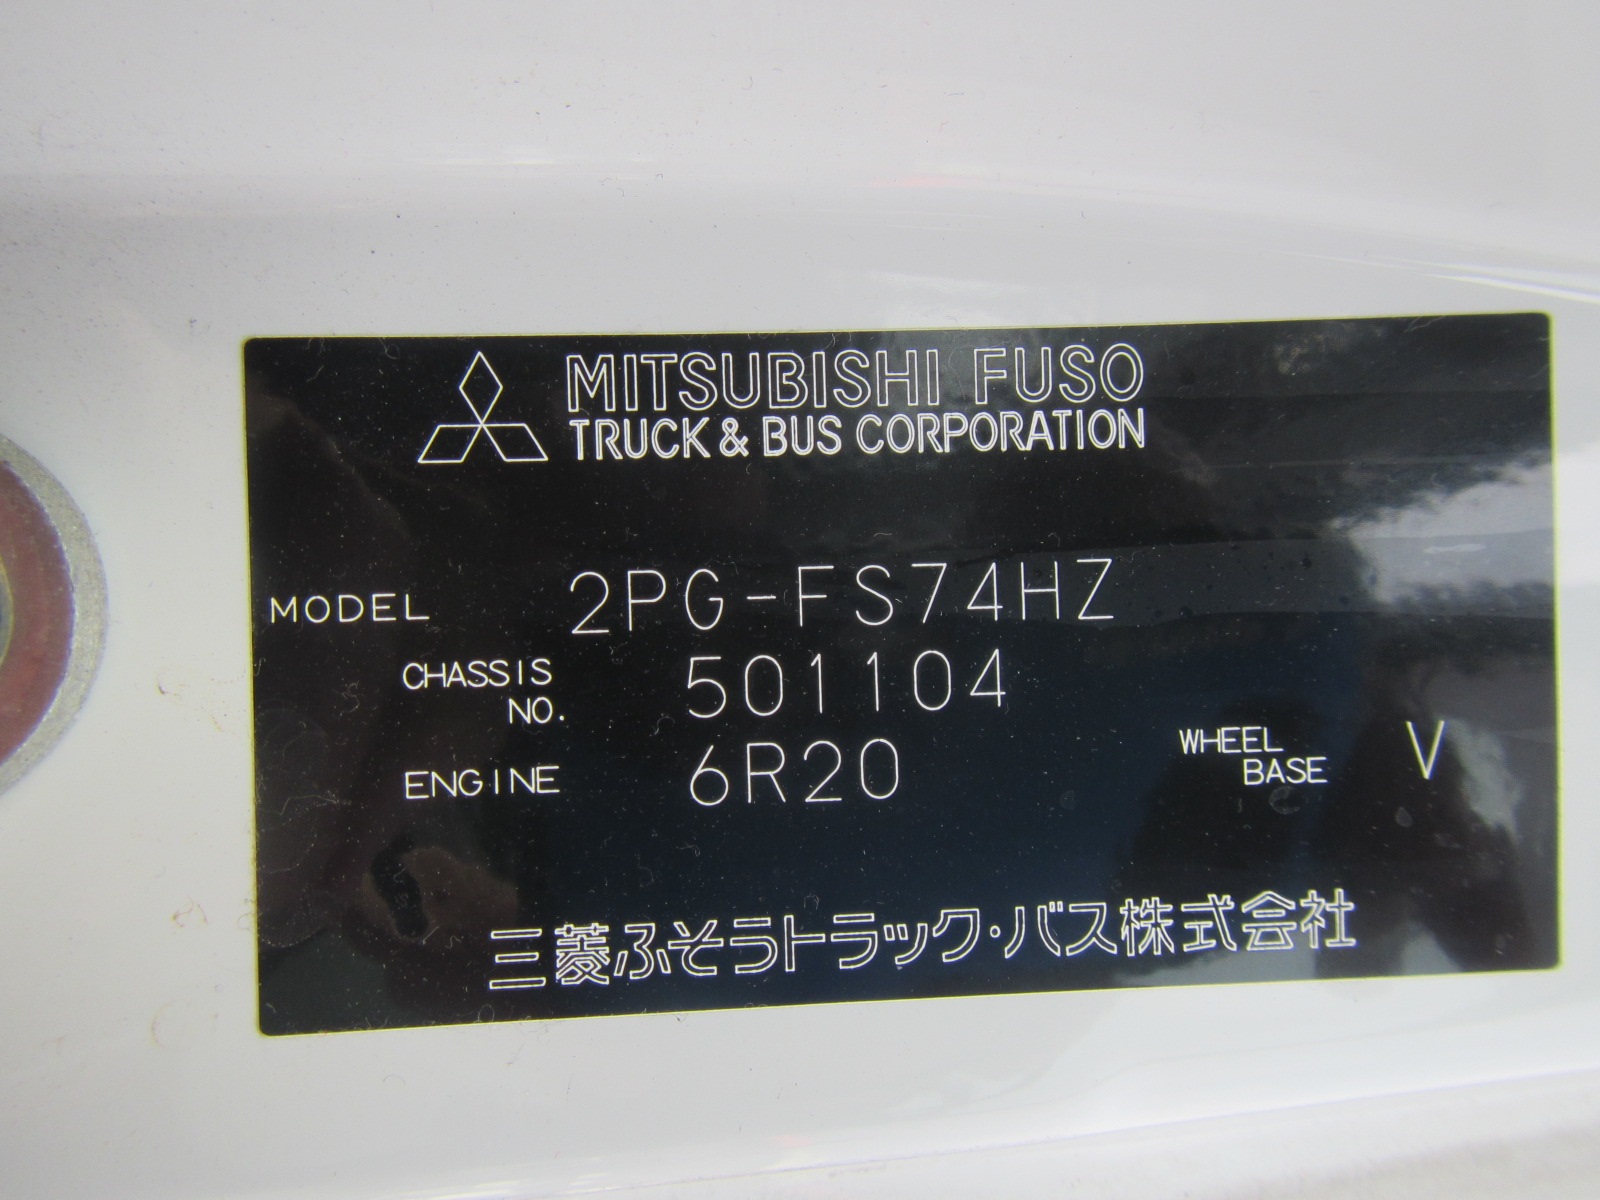 MITSUBISHI FUSO
TRUCK & BUS CORPORATION
MODEL 2PG-FS74HZ
CHASSIS NO. 501104
ENGINE 6R20 WHEEL BASE V
三菱ふそうトラック・バス株式会社